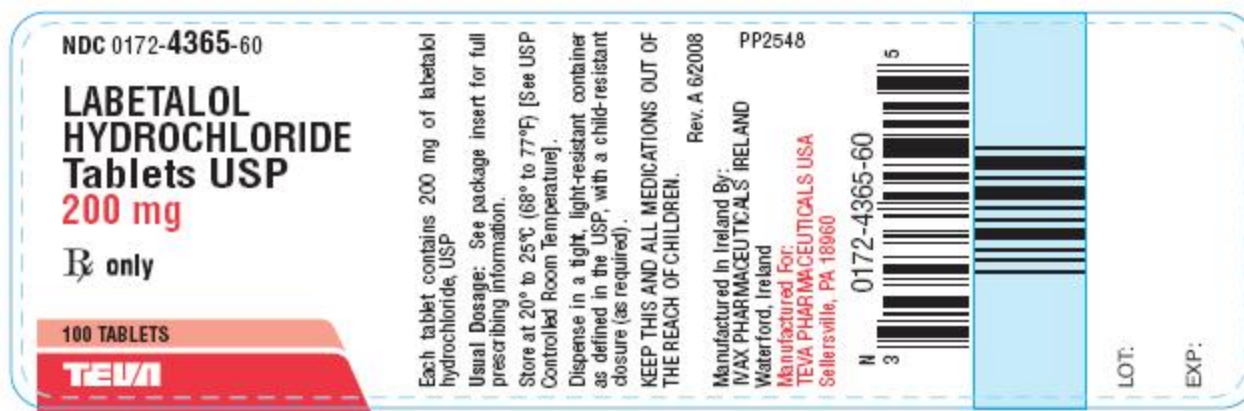 NDC 0172-4365-60
LABETALOL
HYDROCHLORIDE
Tablets USP
200 mg
Rx only
100 TABLETS
TEVA
Each tablet contains 200 mg of labetalol
hydrochloride, USP
Usual Dosage: See package insert for full
prescribing information.
Store at 20° to 25°C (68° to 77°F) [See USP
Controlled Room Temperature].
Dispense in a tight, light-resistant container
as defined in the USP, with a child-resistant
closure (as required).
KEEP THIS AND ALL MEDICATIONS OUT OF
THE REACH OF CHILDREN.
Rev. A 6/2008
Manufactured In Ireland By:
IVAX PHARMACEUTICALS IRELAND
Waterford, Ireland
Manufactured For:
TEVA PHARMACEUTICALS USA
Sellersville, PA 18960
PP2548
N
3
0172-4365-60
5
LOT:
EXP: